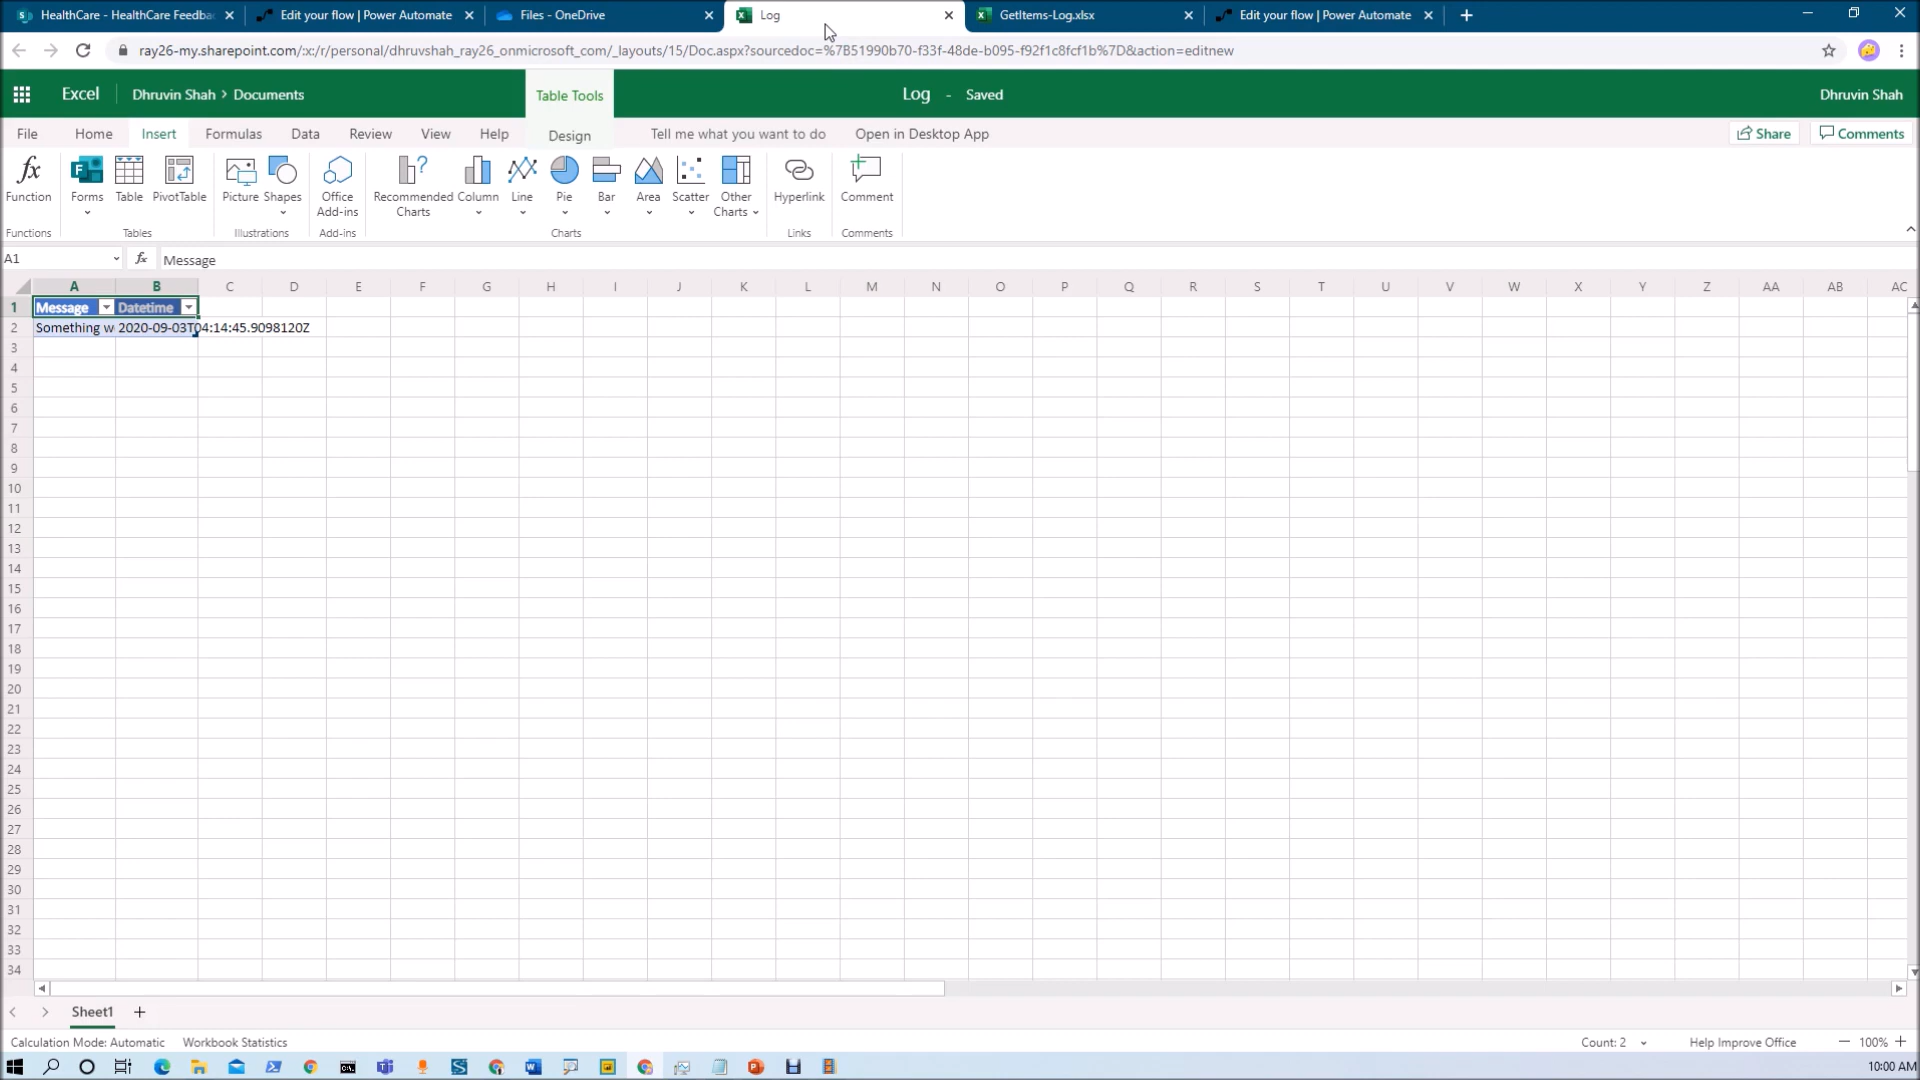 HealthCare - HealthCare Feedba
Edit your flow | Power Automate
Files - OneDrive
Log
GetItems-Log.xlsx
Edit your flow | Power Automate
ray26-my.sharepoint.com/:x:/r/personal/dhruvshah_ray26_onmicrosoft_com/_layouts/15/Doc.aspx?sourcedoc=%7B51990b70-f33f-48de-b095-f92f1c8fcf1b%7D&action=editnew
Excel
Dhruvin Shah > Documents
Table Tools
Log - Saved
Dhruvin Shah
File Home Insert Formulas Data Review View Help Design Tell me what you want to do Open in Desktop App Share Comments
Function Forms Table PivotTable Picture Shapes Office Add-ins Recommended Charts Column Line Pie Bar Area Scatter Other Charts Hyperlink Comment
Functions Tables Illustrations Add-ins Charts Links Comments
A1 fx Message
A B C D E F G H I J K L M N O P Q R S T U V W X Y Z AA AB AC
1 Message Datetime
2 Something w 2020-09-03T04:14:45.9098120Z
3
4
5
6
7
8
9
10
11
12
13
14
15
16
17
18
19
20
21
22
23
24
25
26
27
28
29
30
31
32
33
34
Sheet1
Calculation Mode: Automatic Workbook Statistics Count: 2 Help Improve Office 100%
10:00 AM